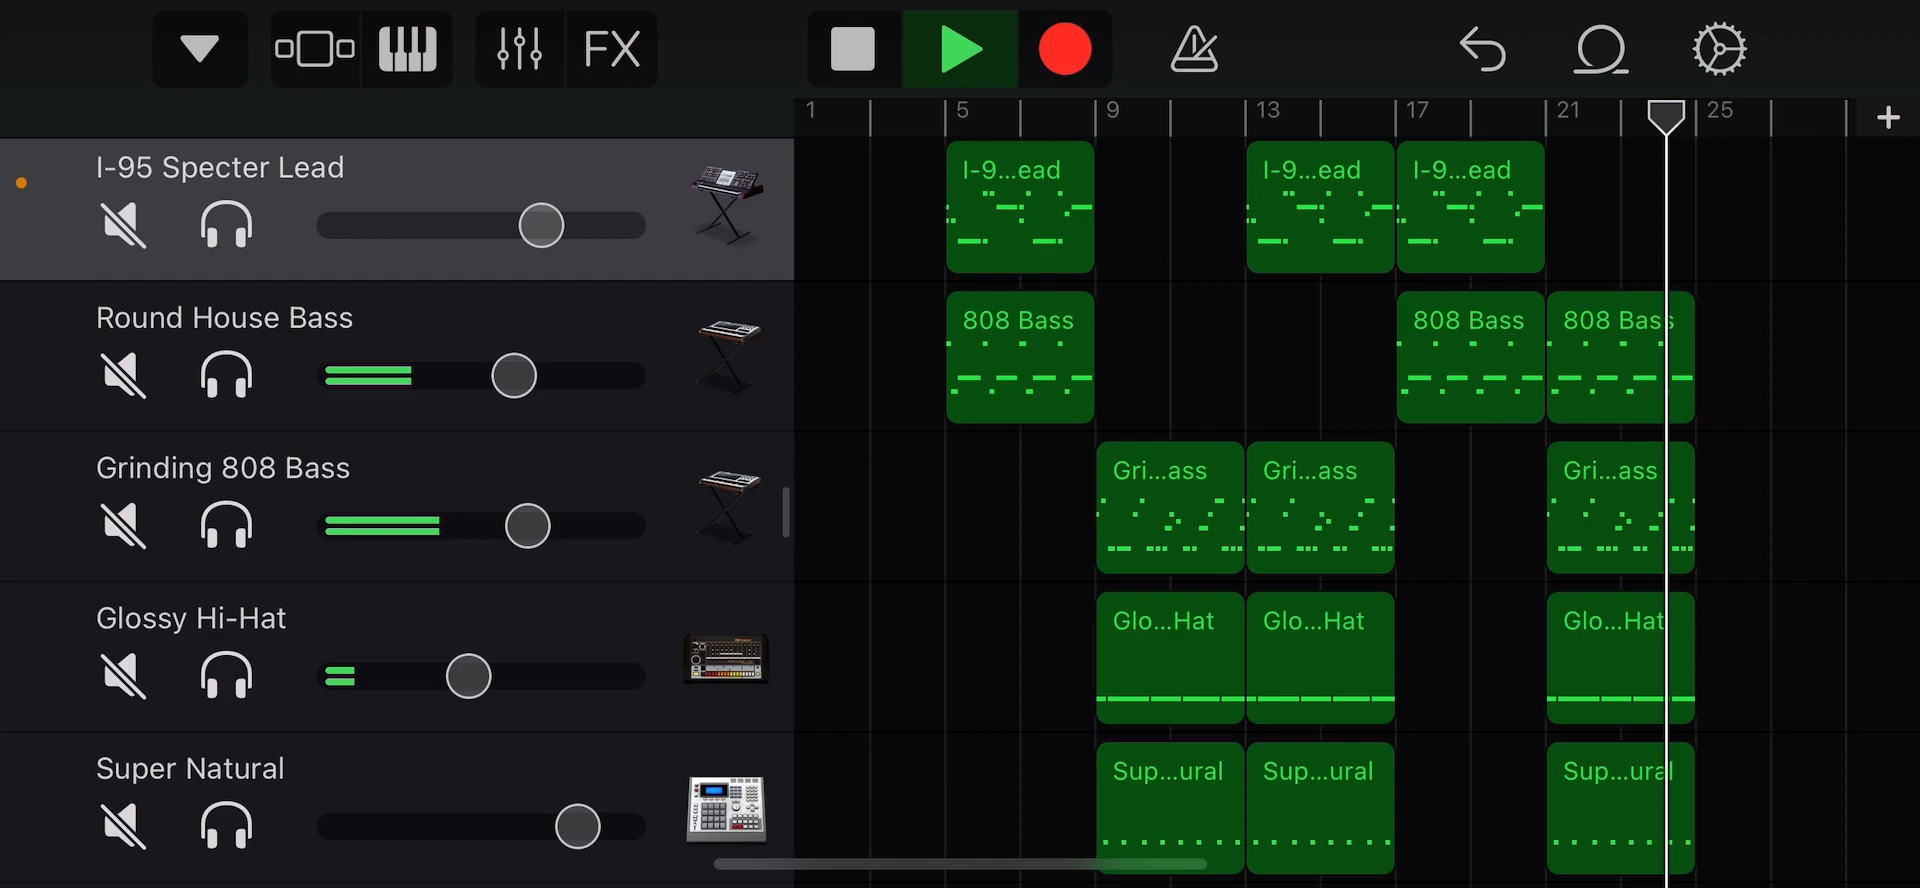 FX
1
5
9
13
17
21
25
+
I-95 Specter Lead
I-9...ead
I-9...ead
I-9...ead
Round House Bass
808 Bass
808 Bass
808 Bass
Grinding 808 Bass
Gri...ass
Gri...ass
Gri...ass
Glossy Hi-Hat
Glo...Hat
Glo...Hat
Glo...Hat
Super Natural
Sup...ural
Sup...ural
Sup...ural